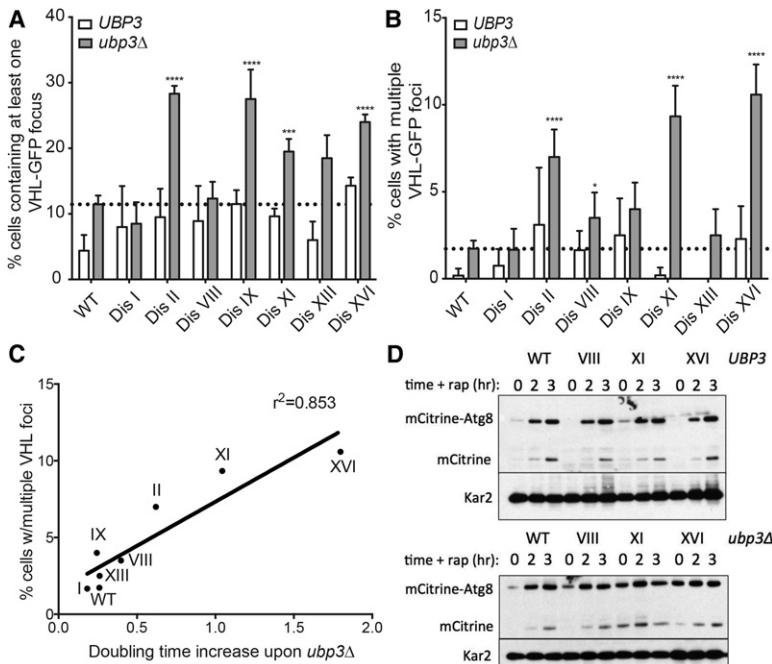 A
UBP3
ubp3Δ
% cells containing at least one
VHL-GFP focus
40
30
20
10
0
****
****
***
****
WT
Dis I
Dis II
Dis VIII
Dis IX
Dis XI
Dis XIII
Dis XVI
B
UBP3
ubp3Δ
% cells with multiple
VHL-GFP foci
15
10
5
0
****
*
****
****
WT
Dis I
Dis II
Dis VIII
Dis IX
Dis XI
Dis XIII
Dis XVI
C
% cells w/multiple VHL foci
15
10
5
0
r²=0.853
XI
XVI
II
IX
VIII
XIII
I
WT
0.0 0.5 1.0 1.5 2.0
Doubling time increase upon ubp3Δ
D
WT VIII XI XVI UBP3
time + rap (hr): 0 2 3 0 2 3 0 2 3 0 2 3
mCitrine-Atg8
mCitrine
Kar2
WT VIII XI XVI ubp3Δ
time + rap (hr): 0 2 3 0 2 3 0 2 3 0 2 3
mCitrine-Atg8
mCitrine
Kar2